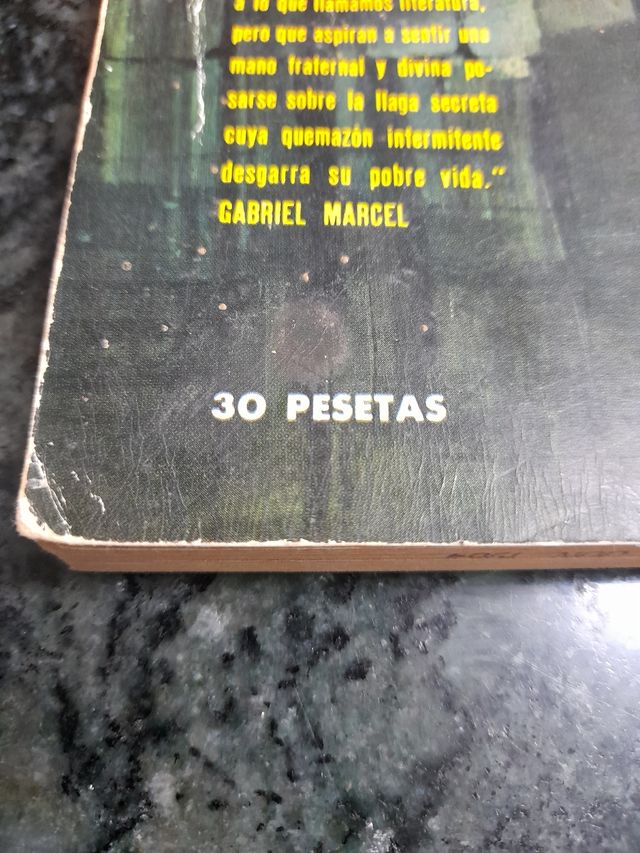 a lo que llamamos literatura,
pero que aspiran a sentir una
mano fraternal y divina po-
sarse sobre la llaga secreta
cuya quemazón intermitente
desgarra su pobre vida."
GABRIEL MARCEL
30 PESETAS